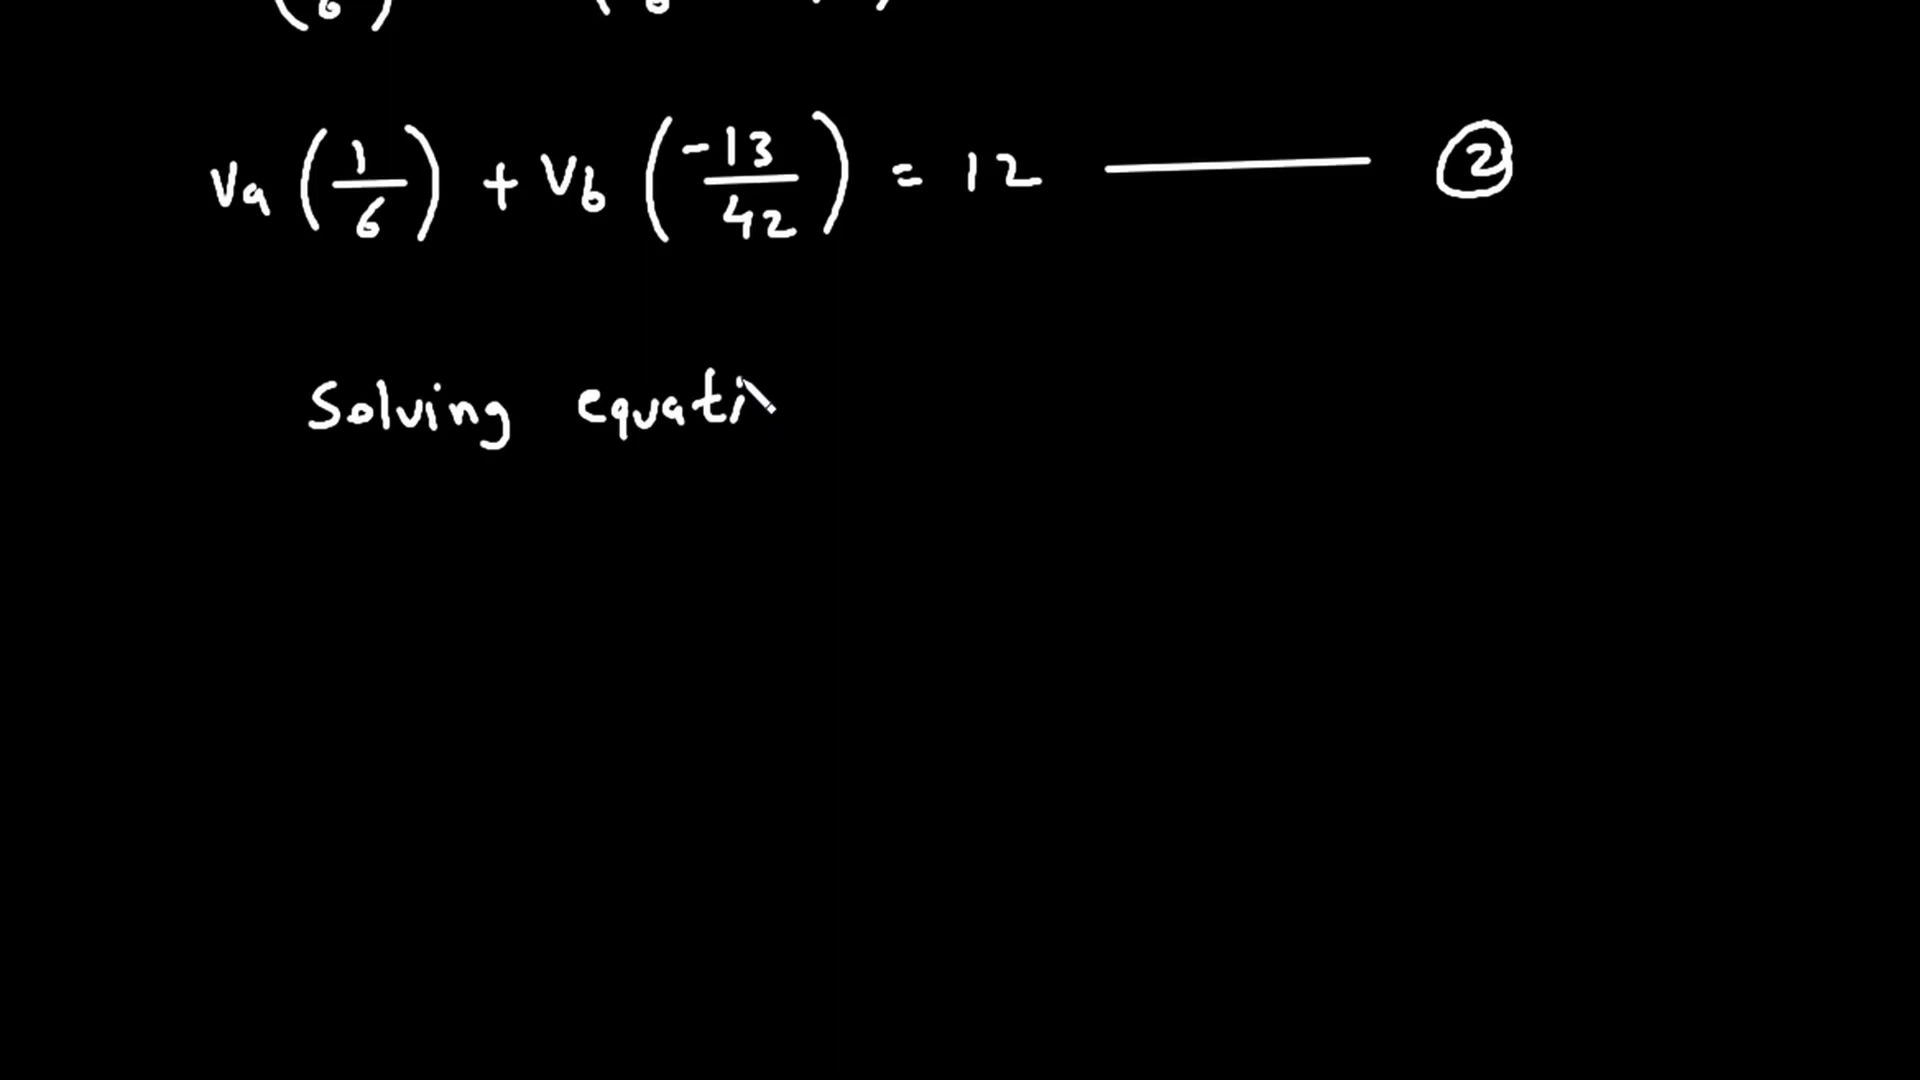 Va (1/6) + Vb (-13/42) = 12 ——— ②
Solving equati